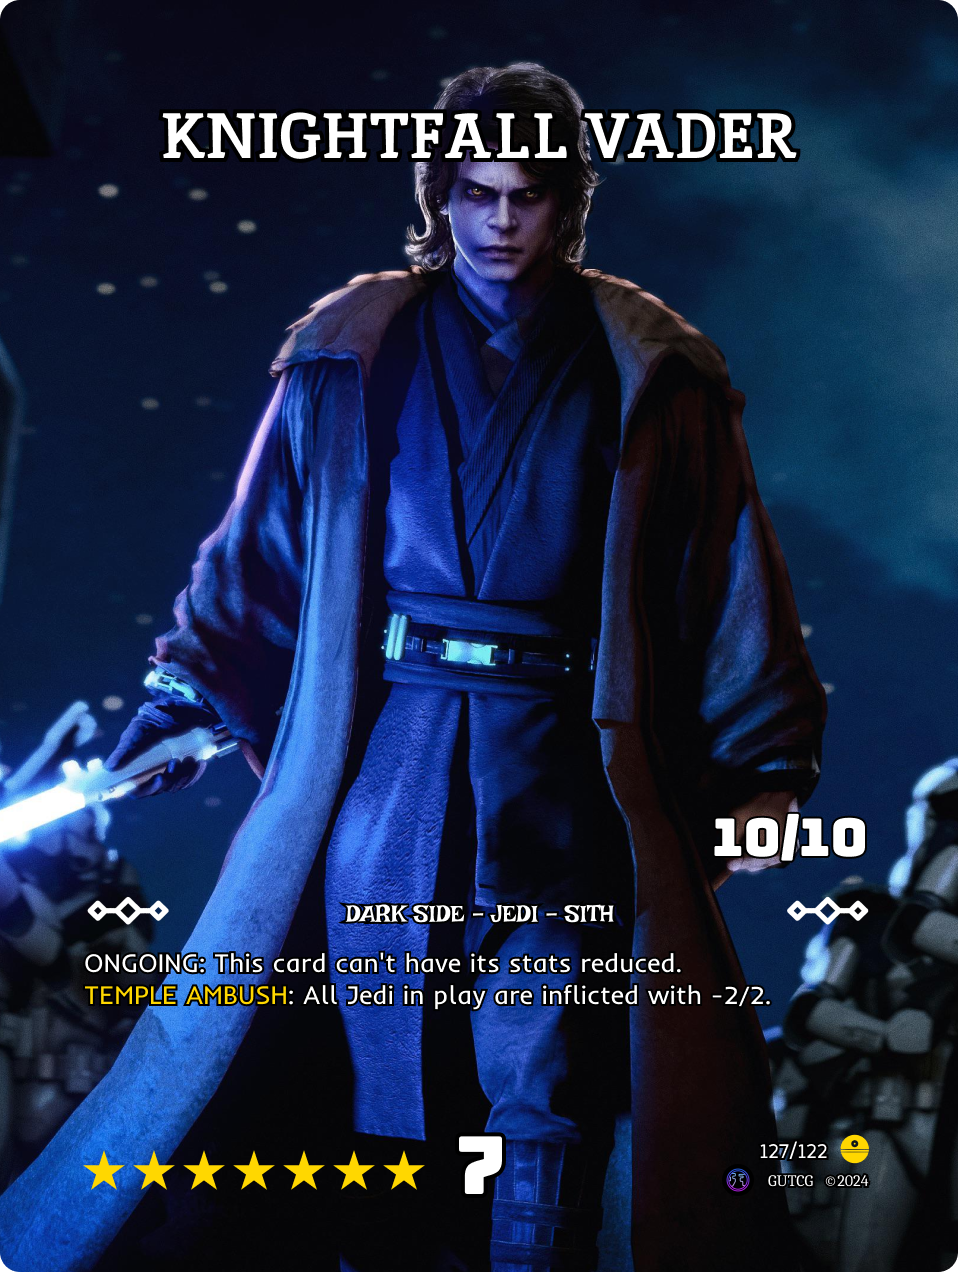 KNIGHTFALL VADER
10/10
DARK SIDE - JEDI - SITH
ONGOING: This card can't have its stats reduced.
TEMPLE AMBUSH: All Jedi in play are inflicted with -2/2.
7
127/122
GUTCG ©2024